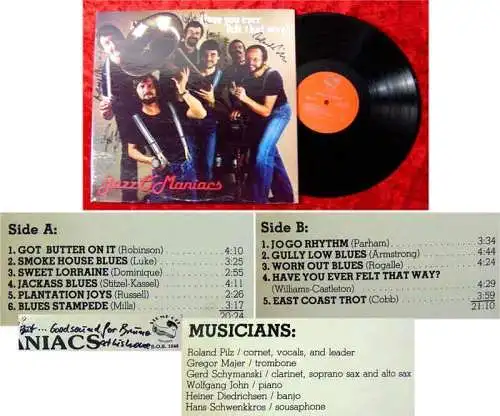 have you ever
felt that way?
Jazz O Maniacs
Side A:
1. GOT BUTTER ON IT (Robinson) 4:10
2. SMOKE HOUSE BLUES (Luke) 3:25
3. SWEET LORRAINE (Dominique) 2:55
4. JACKASS BLUES (Stitzel-Kassel) 4:11
5. PLANTATION JOYS (Russell) 2:26
6. BLUES STAMPEDE (Mills) 3:17
20:24
Side B:
1. JO GO RHYTHM (Parham) 3:34
2. GULLY LOW BLUES (Armstrong) 4:44
3. WORN OUT BLUES (Rogalle) 4:24
4. HAVE YOU EVER FELT THAT WAY?
(Williams-Castleton) 4:29
5. EAST COAST TROT (Cobb) 3:59
21:10
But... Good sound for
NIACS
MUSICIANS:
Roland Pilz / cornet, vocals, and leader
Gregor Majer / trombone
Gerd Schymanski / clarinet, soprano sax and alto sax
Wolfgang John / piano
Heiner Diedrichsen / banjo
Hans Schwenkkros / sousaphone